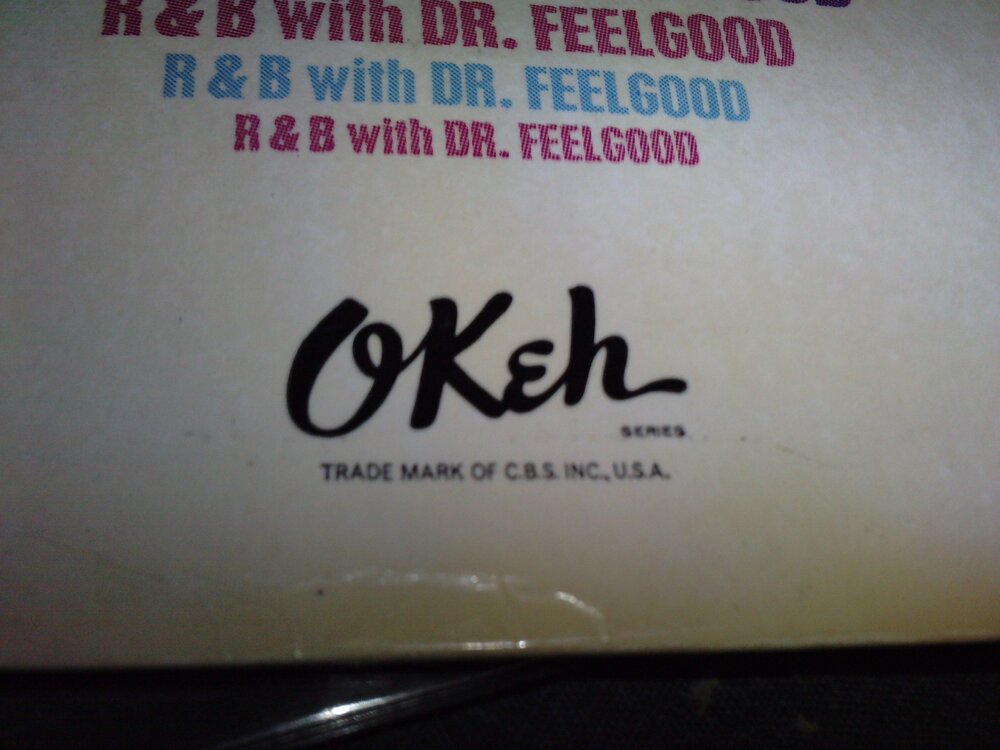 R & B with DR. FEELGOOD
R & B with DR. FEELGOOD
R & B with DR. FEELGOOD
OKeh
SERIES
TRADE MARK OF C.B.S. INC., U.S.A.